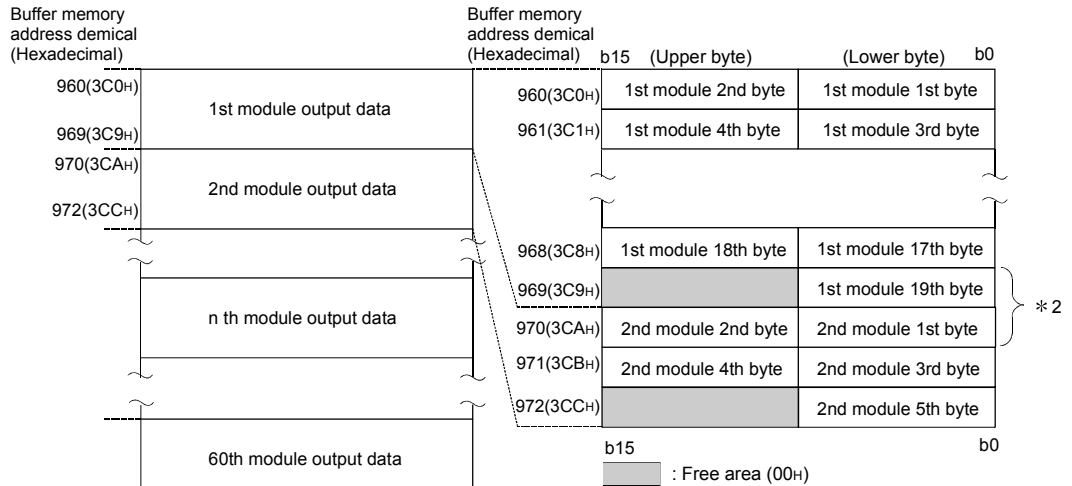 Buffer memory
address demical
(Hexadecimal)
960(3C0H)
969(3C9H)
970(3CAH)
972(3CCH)
1st module output data
2nd module output data
n th module output data
60th module output data
Buffer memory
address demical
(Hexadecimal)
b15 (Upper byte) (Lower byte) b0
960(3C0H) 1st module 2nd byte 1st module 1st byte
961(3C1H) 1st module 4th byte 1st module 3rd byte
968(3C8H) 1st module 18th byte 1st module 17th byte
969(3C9H) 1st module 19th byte
970(3CAH) 2nd module 2nd byte 2nd module 1st byte
971(3CBH) 2nd module 4th byte 2nd module 3rd byte
972(3CCH) 2nd module 5th byte
＊2
b15 b0
: Free area (00H)